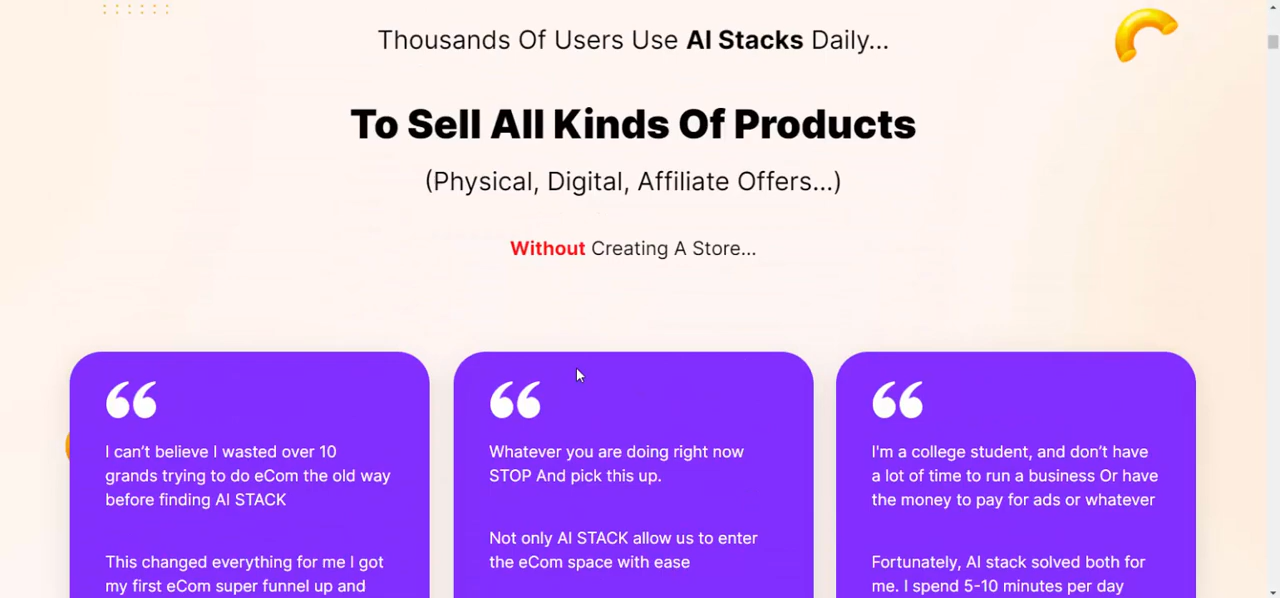 Thousands Of Users Use AI Stacks Daily...
To Sell All Kinds Of Products
(Physical, Digital, Affiliate Offers...)
Without Creating A Store...
I can’t believe I wasted over 10
grands trying to do eCom the old way
before finding AI STACK
This changed everything for me I got
my first eCom super funnel up and
Whatever you are doing right now
STOP And pick this up.
Not only AI STACK allow us to enter
the eCom space with ease
I'm a college student, and don’t have
a lot of time to run a business Or have
the money to pay for ads or whatever
Fortunately, AI stack solved both for
me. I spend 5-10 minutes per day